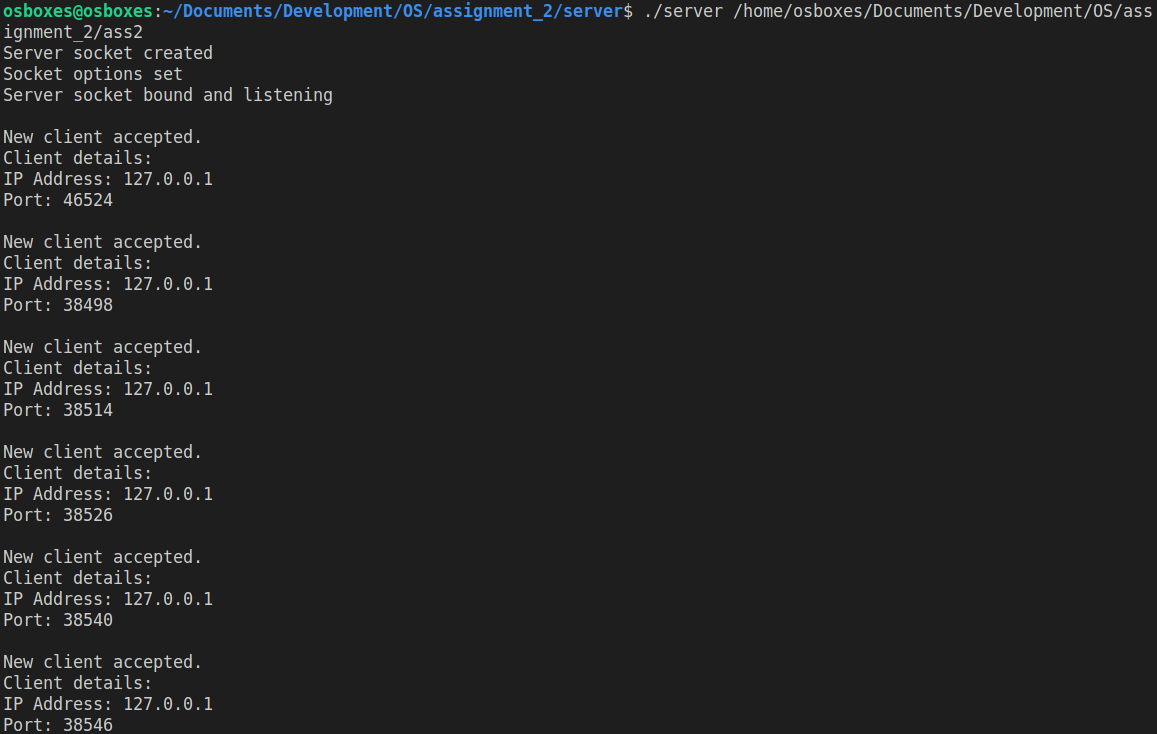 osboxes@osboxes:~/Documents/Development/OS/assignment_2/server$ ./server /home/osboxes/Documents/Development/OS/ass
ignment_2/ass2
Server socket created
Socket options set
Server socket bound and listening

New client accepted.
Client details:
IP Address: 127.0.0.1
Port: 46524

New client accepted.
Client details:
IP Address: 127.0.0.1
Port: 38498

New client accepted.
Client details:
IP Address: 127.0.0.1
Port: 38514

New client accepted.
Client details:
IP Address: 127.0.0.1
Port: 38526

New client accepted.
Client details:
IP Address: 127.0.0.1
Port: 38540

New client accepted.
Client details:
IP Address: 127.0.0.1
Port: 38546